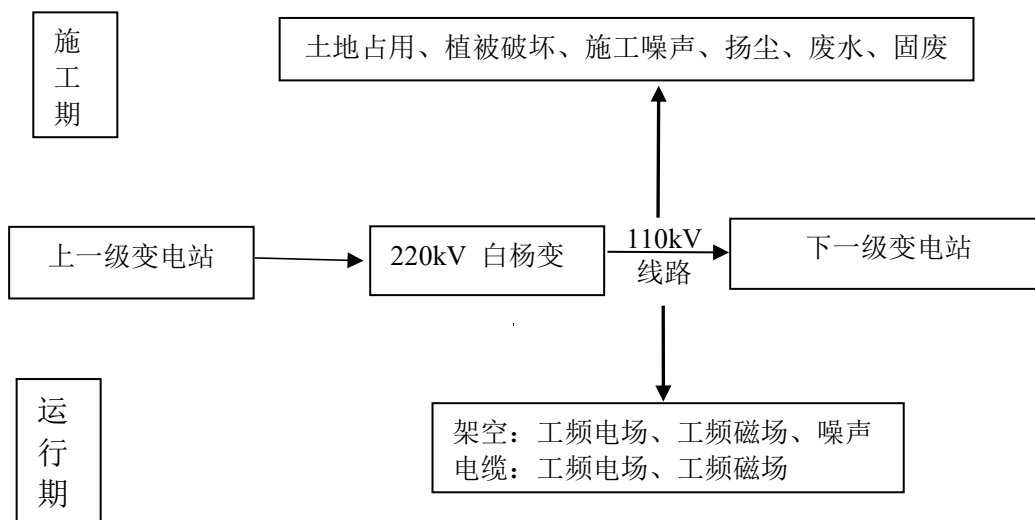 施
工
期
土地占用、植被破坏、施工噪声、扬尘、废水、固废
上一级变电站
220kV 白杨变
110kV
线路
下一级变电站
运
行
期
架空：工频电场、工频磁场、噪声
电缆：工频电场、工频磁场